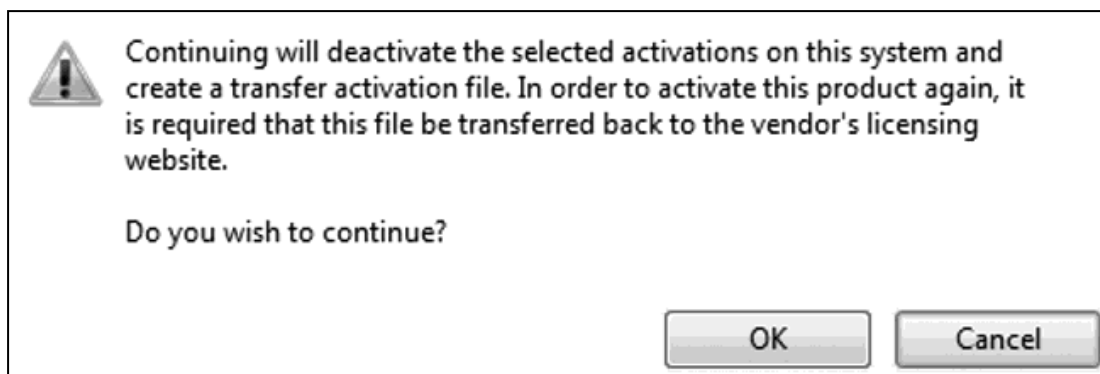 Continuing will deactivate the selected activations on this system and
create a transfer activation file. In order to activate this product again, it
is required that this file be transferred back to the vendor's licensing
website.
Do you wish to continue?
OK
Cancel